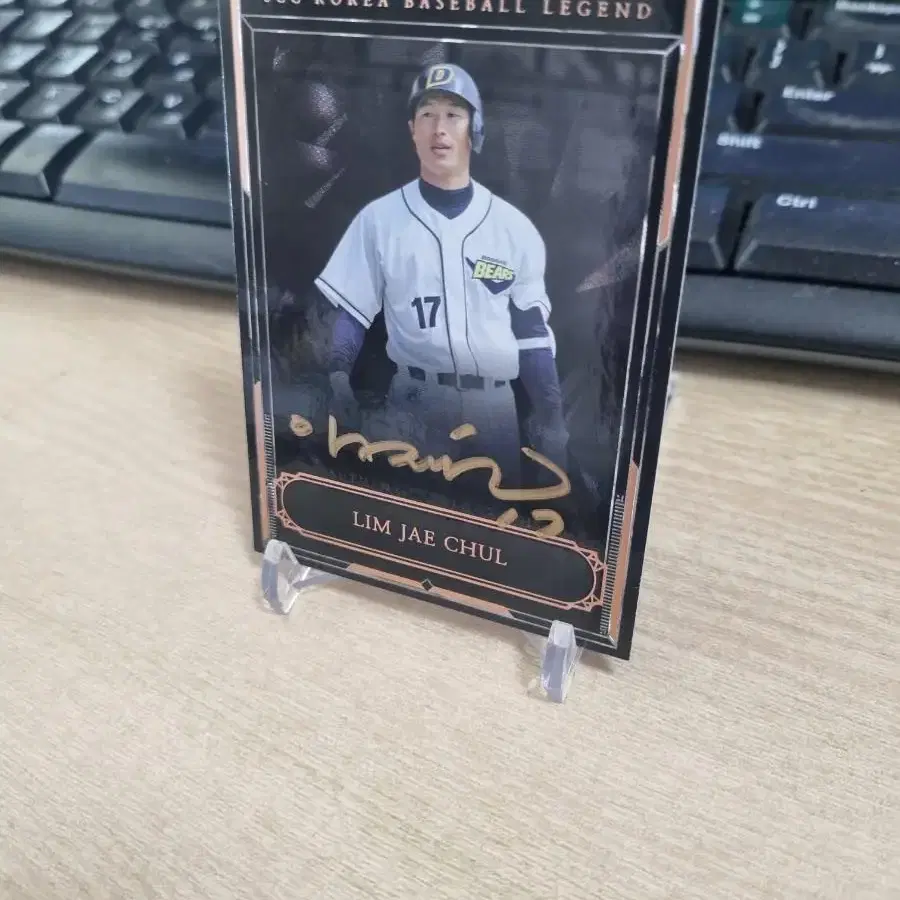 KOREA BASEBALL LEGEND
D
BEARS
17
LIM JAE CHUL
Enter
Shift
Ctrl